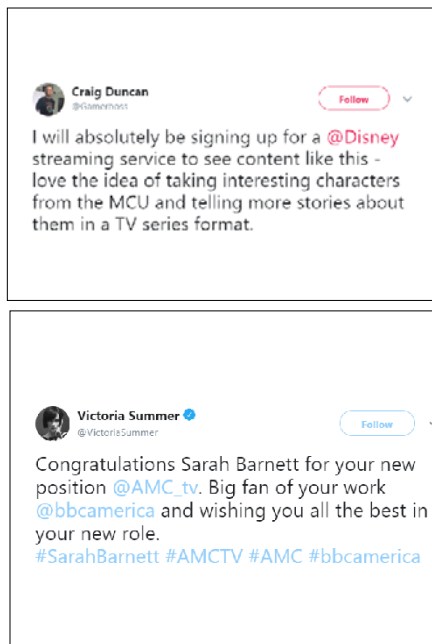 Craig Duncan
@Gamerhoss
Follow
I will absolutely be signing up for a @Disney
streaming service to see content like this -
love the idea of taking interesting characters
from the MCU and telling more stories about
them in a TV series format.
Victoria Summer
@VictoriaSummer
Follow
Congratulations Sarah Barnett for your new
position @AMC_tv. Big fan of your work
@bbcamerica and wishing you all the best in
your new role.
#SarahBarnett #AMCTV #AMC #bbcamerica